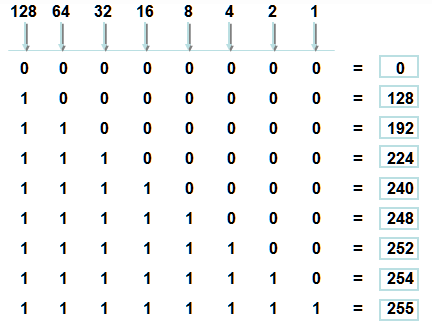 128 64 32 16 8 4 2 1
0 0 0 0 0 0 0 0 = 0
1 0 0 0 0 0 0 0 = 128
1 1 0 0 0 0 0 0 = 192
1 1 1 0 0 0 0 0 = 224
1 1 1 1 0 0 0 0 = 240
1 1 1 1 1 0 0 0 = 248
1 1 1 1 1 1 0 0 = 252
1 1 1 1 1 1 1 0 = 254
1 1 1 1 1 1 1 1 = 255